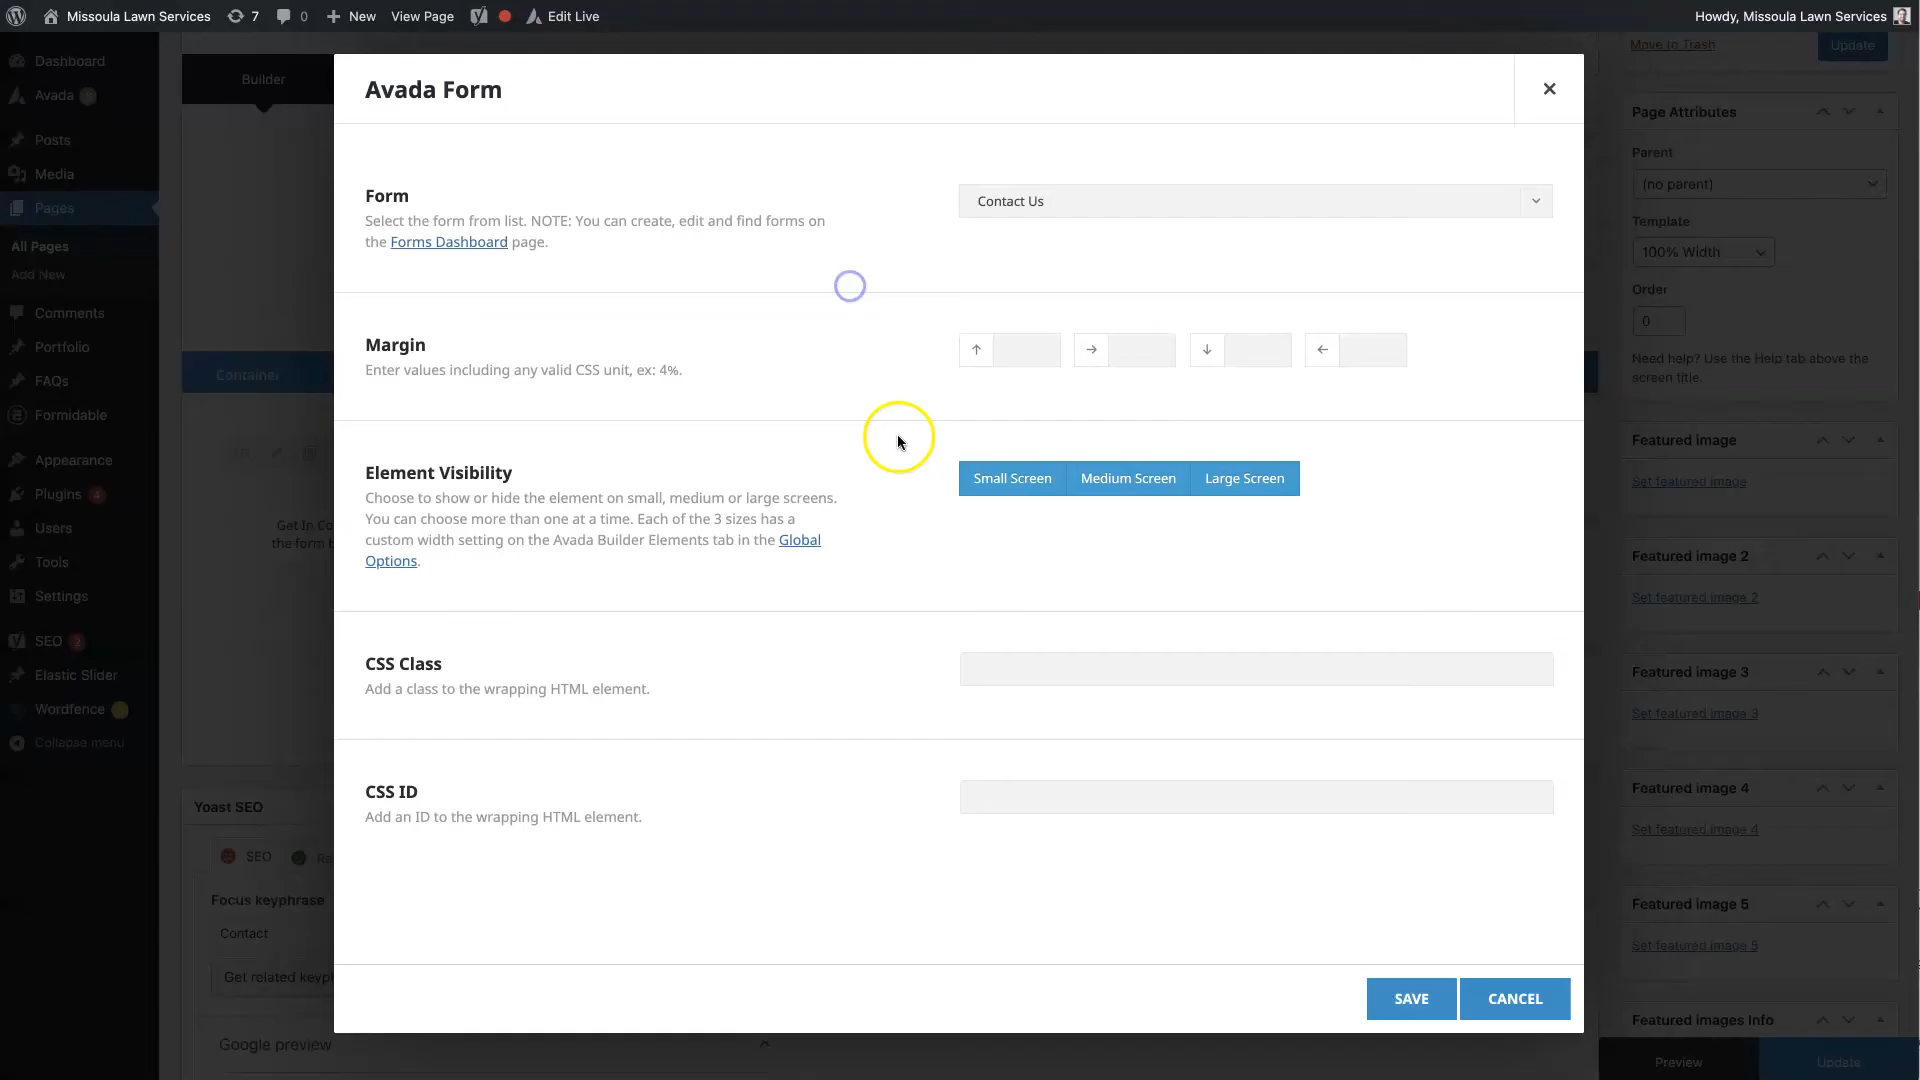 Missoula Lawn Services
7
0
New
View Page
Edit Live
Howdy, Missoula Lawn Services
Dashboard
Avada
Posts
Media
Pages
All Pages
Add New
Comments
Portfolio
FAQs
Formidable
Appearance
Plugins 4
Users
Tools
Settings
SEO 2
Elastic Slider
Wordfence
Collapse menu
Builder
Container
Get In Co
the form b
Yoast SEO
SEO
Re
Focus keyphrase
Contact
Get related keyph
Google preview
Avada Form
Form
Select the form from list. NOTE: You can create, edit and find forms on
the Forms Dashboard page.
Contact Us
Margin
Enter values including any valid CSS unit, ex: 4%.
Element Visibility
Choose to show or hide the element on small, medium or large screens.
You can choose more than one at a time. Each of the 3 sizes has a
custom width setting on the Avada Builder Elements tab in the Global
Options.
Small Screen
Medium Screen
Large Screen
CSS Class
Add a class to the wrapping HTML element.
CSS ID
Add an ID to the wrapping HTML element.
SAVE
CANCEL
Move to Trash
Update
Page Attributes
Parent
(no parent)
Template
100% Width
Order
0
Need help? Use the Help tab above the
screen title.
Featured image
Set featured image
Featured image 2
Set featured image 2
Featured image 3
Set featured image 3
Featured image 4
Set featured image 4
Featured image 5
Set featured image 5
Featured images Info
Preview
Update